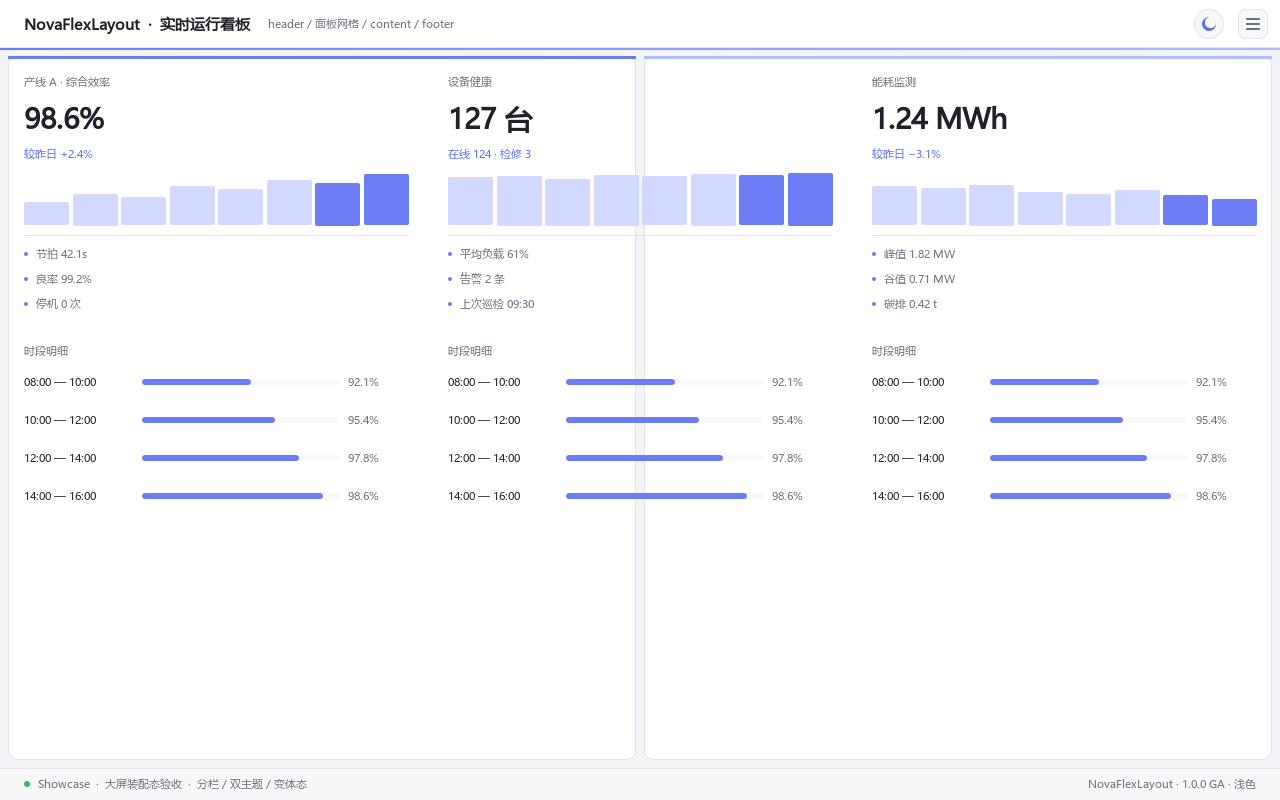 NovaFlexLayout · 实时运行看板 header / 面板网格 / content / footer
产线 A · 综合效率
98.6%
较昨日 +2.4%
节拍 42.1s
良率 99.2%
停机 0 次
时段明细
08:00 — 10:00 92.1%
10:00 — 12:00 95.4%
12:00 — 14:00 97.8%
14:00 — 16:00 98.6%
设备健康
127 台
在线 124 · 检修 3
平均负载 61%
告警 2 条
上次巡检 09:30
时段明细
08:00 — 10:00 92.1%
10:00 — 12:00 95.4%
12:00 — 14:00 97.8%
14:00 — 16:00 98.6%
能耗监测
1.24 MWh
较昨日 −3.1%
峰值 1.82 MW
谷值 0.71 MW
碳排 0.42 t
时段明细
08:00 — 10:00 92.1%
10:00 — 12:00 95.4%
12:00 — 14:00 97.8%
14:00 — 16:00 98.6%
Showcase · 大屏装配态验收 · 分栏 / 双主题 / 变体态
NovaFlexLayout · 1.0.0 GA · 浅色